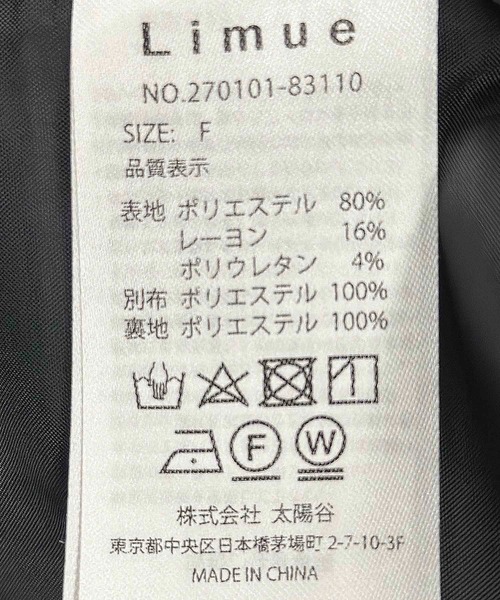 Limue
NO.270101-83110
SIZE: F
品質表示
表地 ポリエステル 80%
レーヨン 16%
ポリウレタン 4%
別布 ポリエステル 100%
裏地 ポリエステル 100%
F W
株式会社 太陽谷
東京都中央区日本橋茅場町 2-7-10-3F
MADE IN CHINA